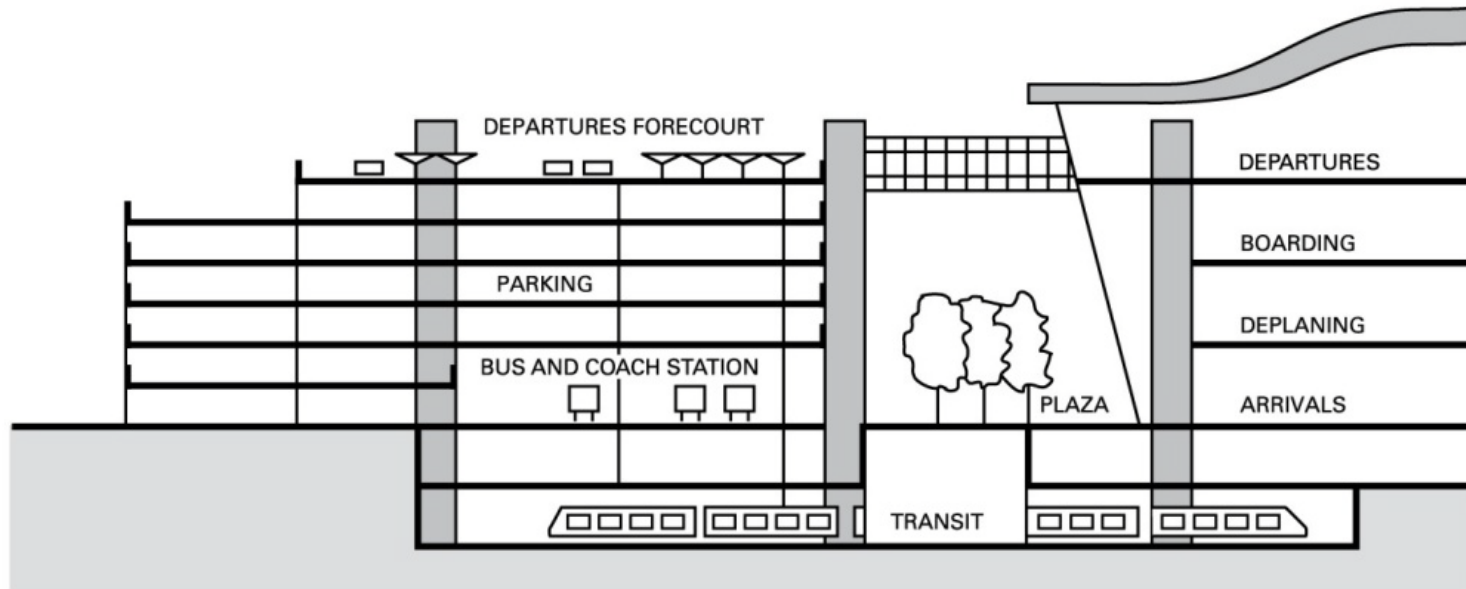 DEPARTURES FORECOURT
DEPARTURES
BOARDING
PARKING
DEPLANING
BUS AND COACH STATION
PLAZA
ARRIVALS
TRANSIT